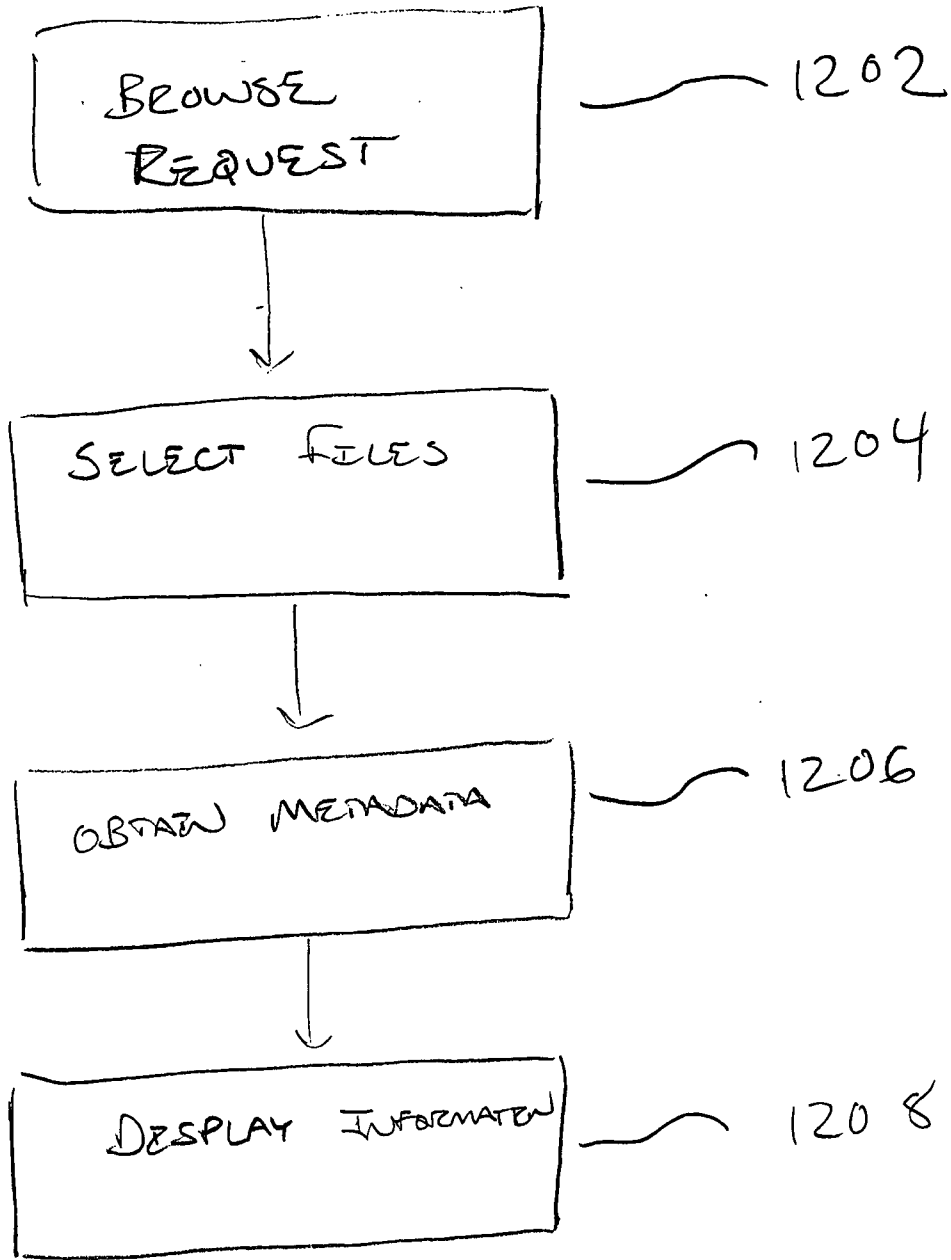 BROWSE
REQUEST
1202
SELECT FILES
1204
OBTAIN METADATA
1206
DISPLAY INFORMATION
1208